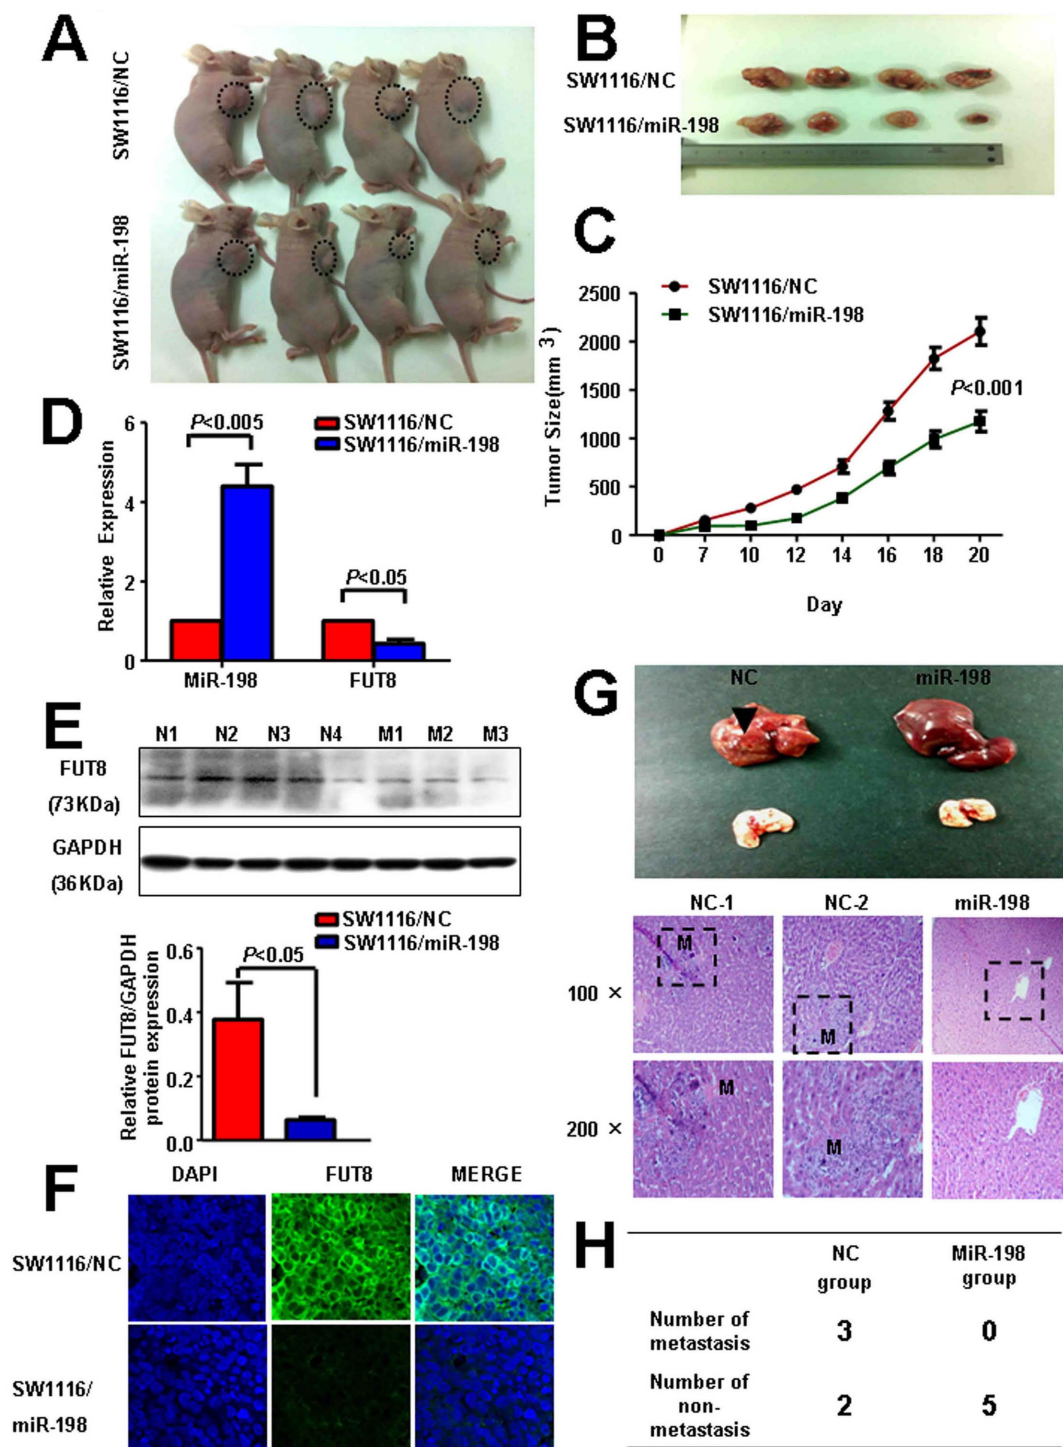 A
SW1116/NC
SW1116/miR-198
B
SW1116/NC
SW1116/miR-198
C
SW1116/NC
SW1116/miR-198
2500
2000
1500
1000
500
0
Tumor Size(mm 3)
P<0.001
0 7 10 12 14 16 18 20
Day
D
SW1116/NC
SW1116/miR-198
6
4
2
0
Relative Expression
P<0.005
P<0.05
MiR-198 FUT8
E
N1 N2 N3 N4 M1 M2 M3
FUT8
(73KDa)
GAPDH
(36KDa)
SW1116/NC
SW1116/miR-198
0.6
0.4
0.2
0.0
Relative FUT8/GAPDH
protein expression
P<0.05
F
DAPI FUT8 MERGE
SW1116/NC
SW1116/
miR-198
G
NC miR-198
NC-1 NC-2 miR-198
100 ×
M
M
200 ×
M
M
H
NC
group
MiR-198
group
Number of
metastasis
3 0
Number of
non-
metastasis
2 5